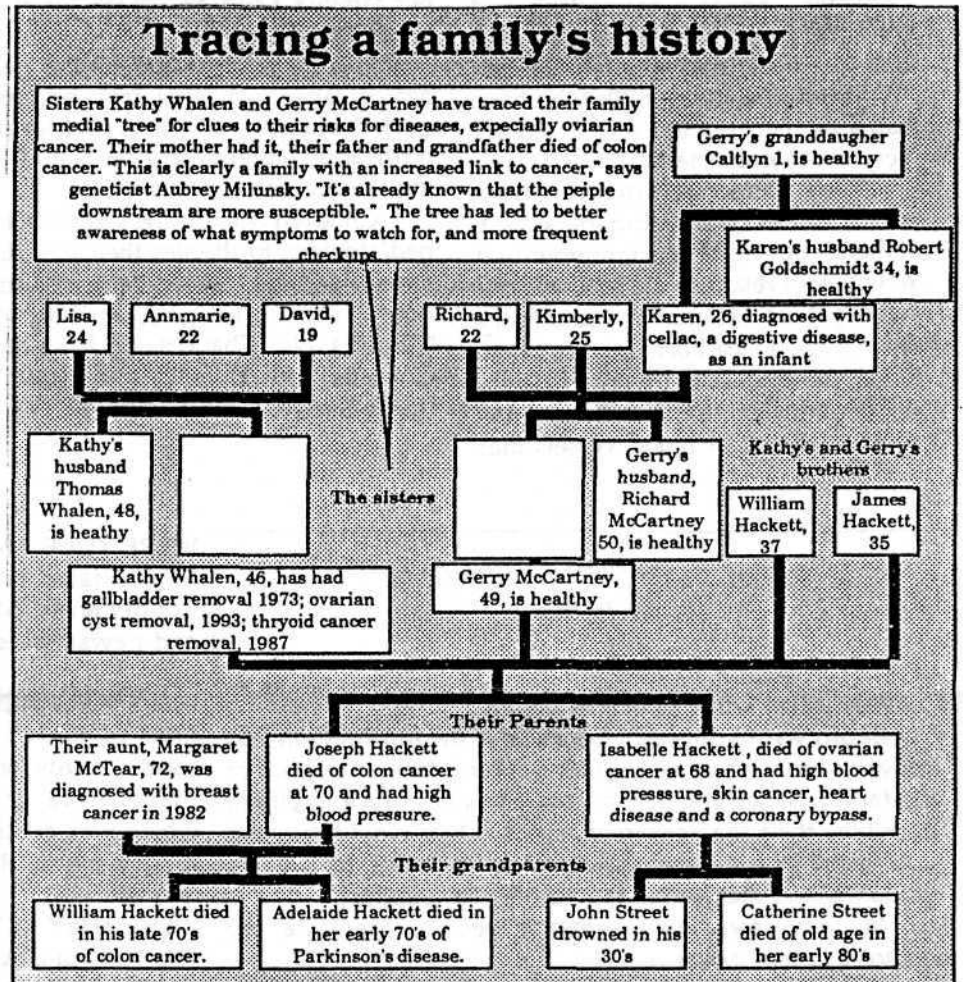 Tracing a family's history
Sisters Kathy Whalen and Gerry McCartney have traced their family
medial "tree" for clues to their risks for diseases, expecially oviarian
cancer. Their mother had it, their father and grandfather died of colon
cancer. "This is clearly a family with an increased link to cancer," says
geneticist Aubrey Milunsky. "It's already known that the peiple
downstream are more susceptible." The tree has led to better
awareness of what symptoms to watch for, and more frequent
checkups.
Gerry's granddaughter
Caltlyn 1, is healthy
Karen's husband Robert
Goldschmidt 34, is
healthy
Lisa,
24
Annmarie,
22
David,
19
Richard,
22
Kimberly,
25
Karen, 26, diagnosed with
cellac, a digestive disease,
as an infant
Kathy's
husband
Thomas
Whalen, 48,
is heathy
The sisters
Gerry's
husband,
Richard
McCartney
50, is healthy
Kathy's and Gerry's
brothers
William
Hackett,
37
James
Hackett,
35
Kathy Whalen, 46, has had
gallbladder removal 1973; ovarian
cyst removal, 1993; thryoid cancer
removal, 1987
Gerry McCartney,
49, is healthy
Their Parents
Their aunt, Margaret
McTear, 72, was
diagnosed with breast
cancer in 1982
Joseph Hackett
died of colon cancer
at 70 and had high
blood pressure.
Isabelle Hackett , died of ovarian
cancer at 68 and had high blood
presssure, skin cancer, heart
disease and a coronary bypass.
Their grandparents
William Hackett died
in his late 70's
of colon cancer.
Adelaide Hackett died in
her early 70's of
Parkinson's disease.
John Street
drowned in his
30's
Catherine Street
died of old age in
her early 80's